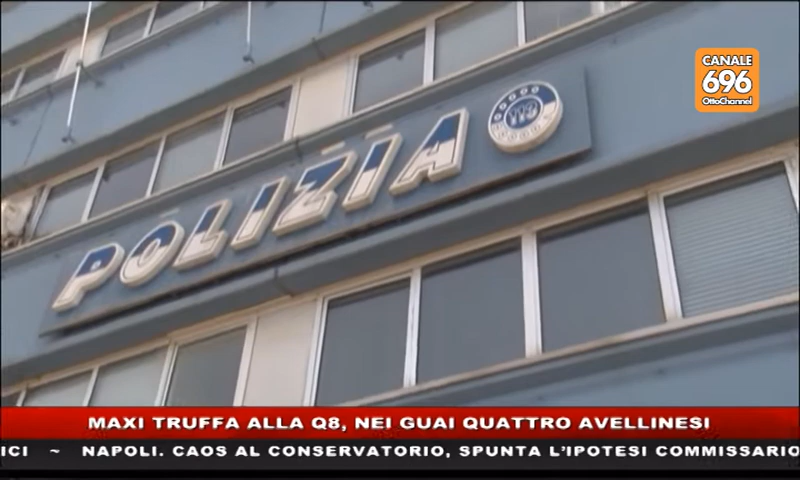 CANALE
696
OttoChannel
POLIZIA
113
MAXI TRUFFA ALLA Q8, NEI GUAI QUATTRO AVELLINESI
ICI ~ NAPOLI. CAOS AL CONSERVATORIO, SPUNTA L'IPOTESI COMMISSARIO